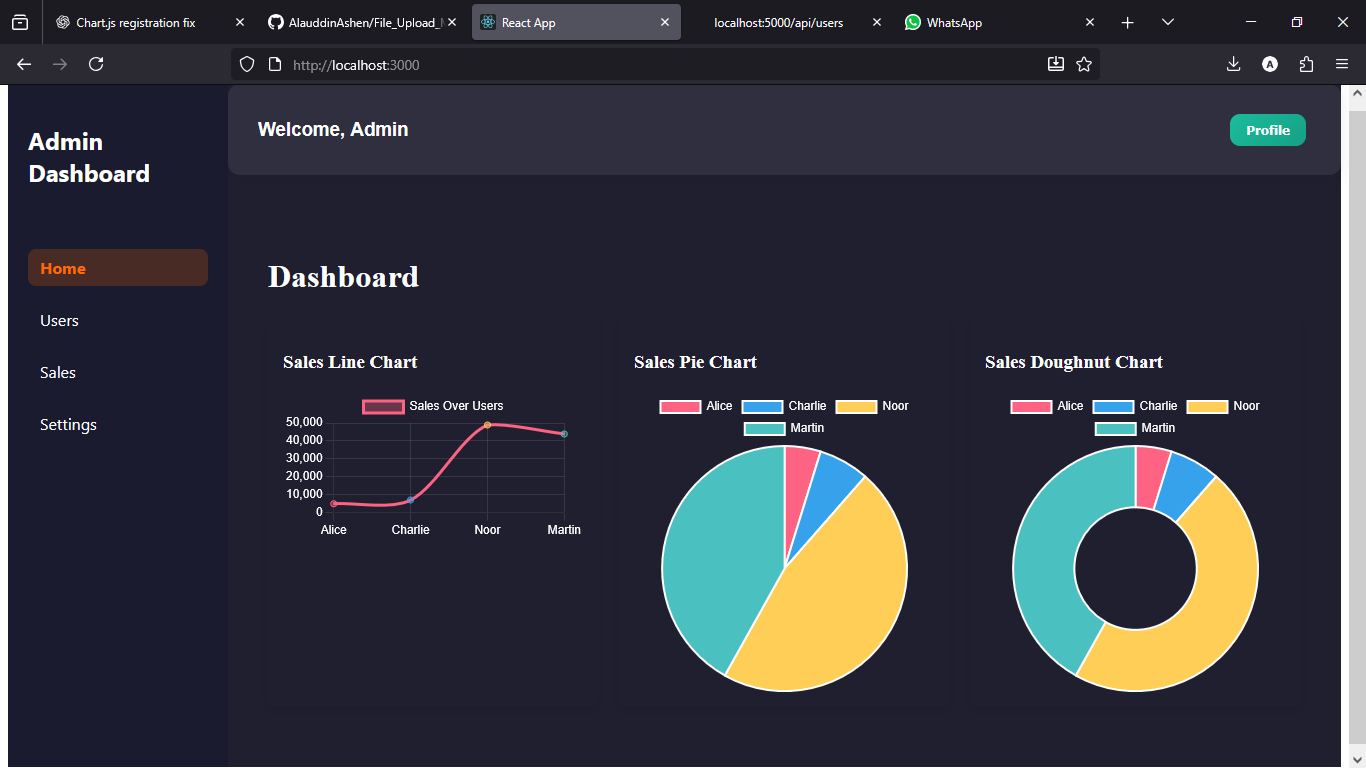 Chart.js registration fix
AlauddinAshen/File_Upload_
React App
localhost:5000/api/users
WhatsApp
http://localhost:3000
A
Admin
Dashboard
Welcome, Admin
Profile
Home
Users
Sales
Settings
Dashboard
Sales Line Chart
Sales Over Users
50,000
40,000
30,000
20,000
10,000
0
Alice Charlie Noor Martin
Sales Pie Chart
Alice Charlie Noor
Martin
Sales Doughnut Chart
Alice Charlie Noor
Martin